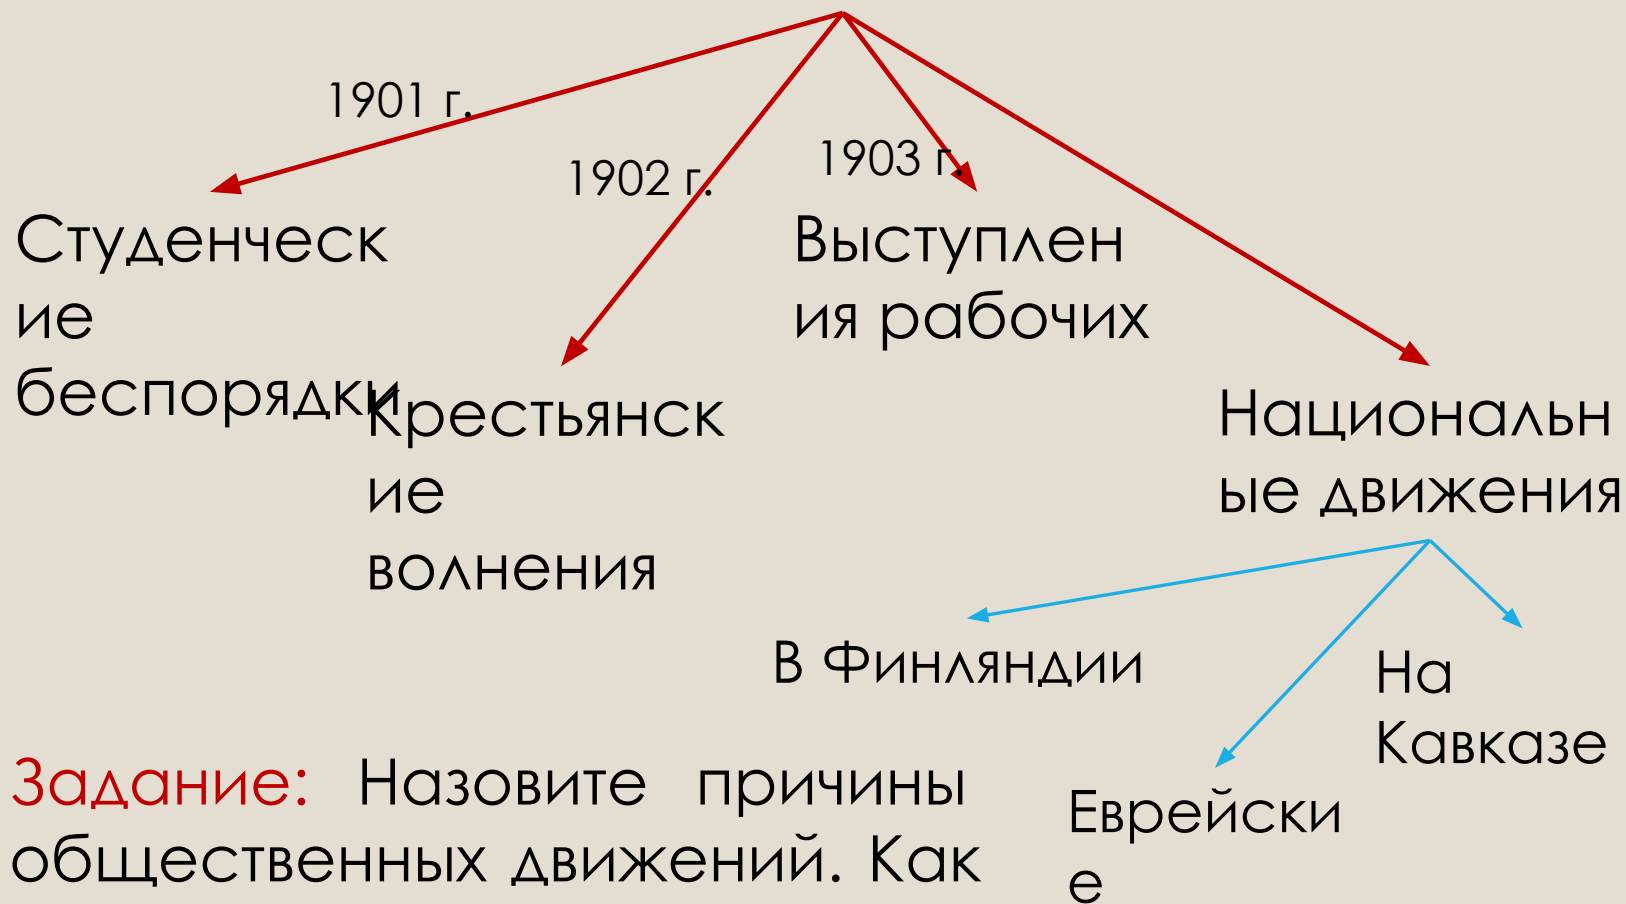 1901 г.
1902 г.
1903 г.
Студенческ
ие
беспорядки
Крестьянск
ие
волнения
Выступлен
ия рабочих
Национальн
ые движения
В Финляндии
Еврейски
е
На
Кавказе
Задание: Назовите причины
общественных движений. Как